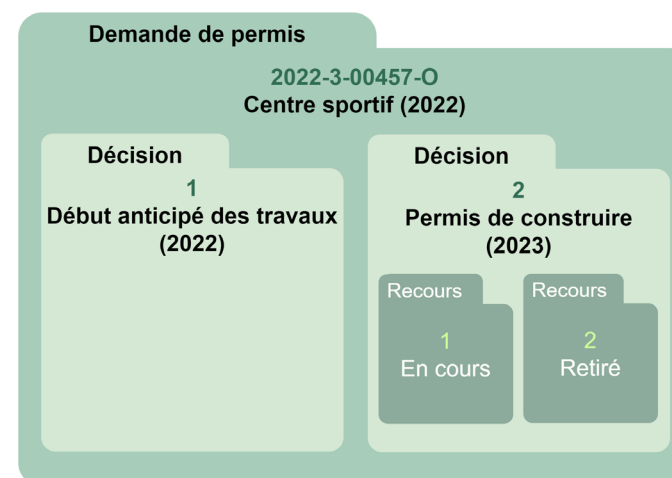 Demande de permis
2022-3-00457-O
Centre sportif (2022)
Décision
1
Début anticipé des travaux
(2022)
Décision
2
Permis de construire
(2023)
Recours
1
En cours
Recours
2
Retiré